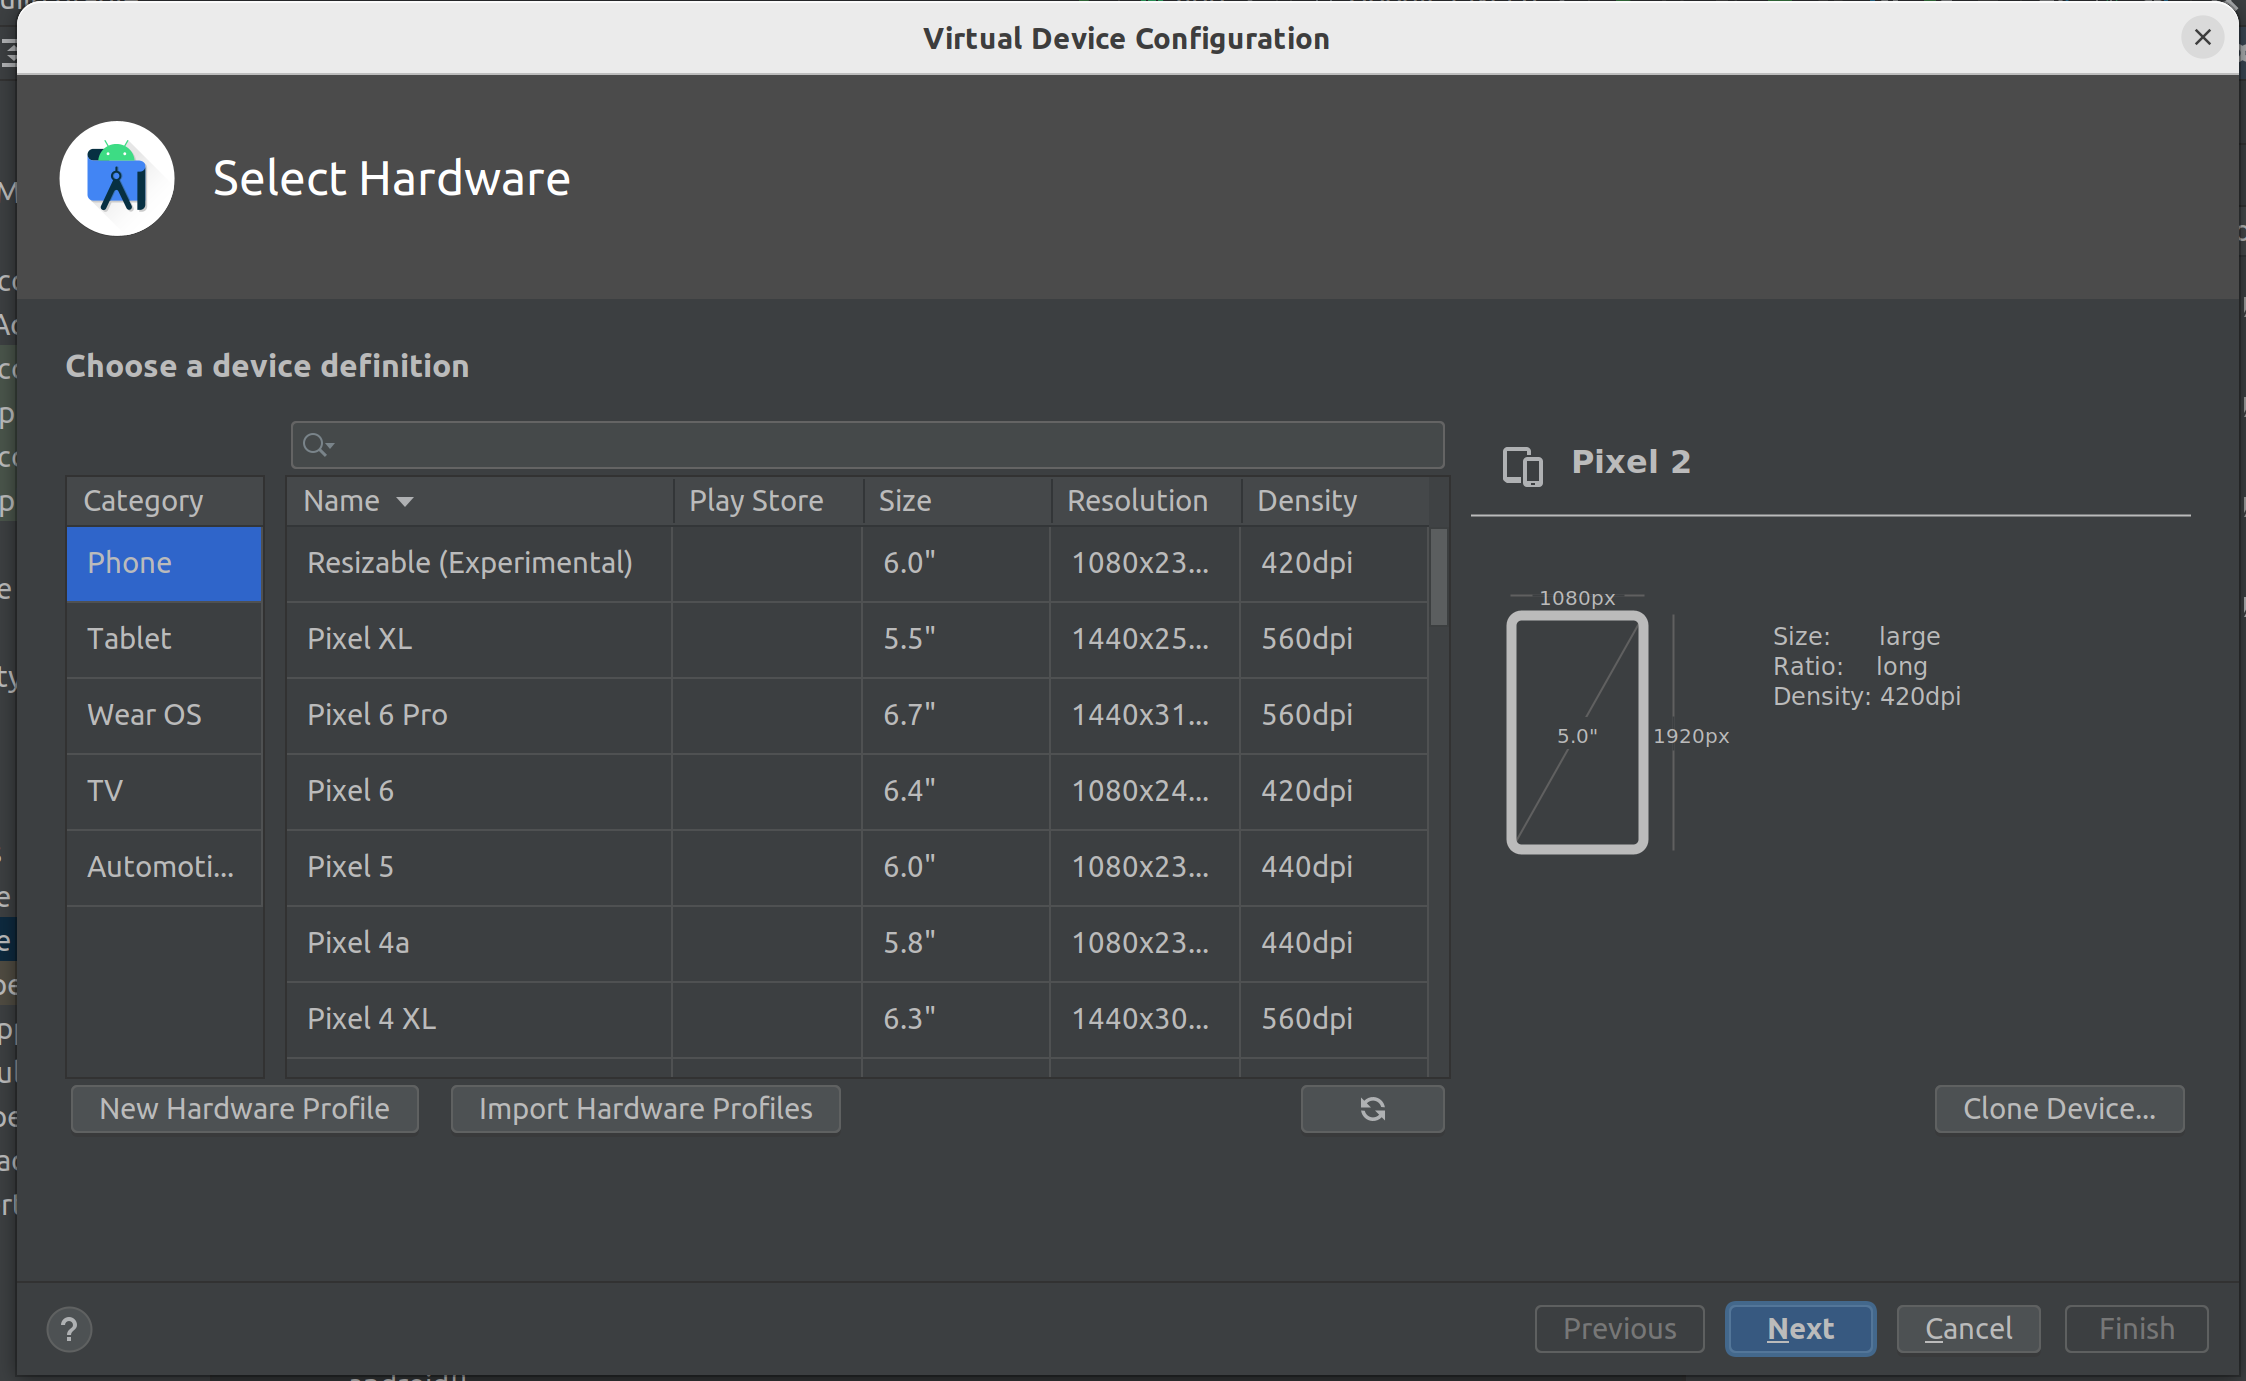 Virtual Device Configuration
Select Hardware
Choose a device definition
Pixel 2
Category
Name Play Store Size Resolution Density
Phone
Tablet
Wear OS
TV
Automoti...
Resizable (Experimental) 6.0" 1080x23... 420dpi
Pixel XL 5.5" 1440x25... 560dpi
Pixel 6 Pro 6.7" 1440x31... 560dpi
Pixel 6 6.4" 1080x24... 420dpi
Pixel 5 6.0" 1080x23... 440dpi
Pixel 4a 5.8" 1080x23... 440dpi
Pixel 4 XL 6.3" 1440x30... 560dpi
1080px
5.0"
1920px
Size: large
Ratio: long
Density: 420dpi
New Hardware Profile Import Hardware Profiles Clone Device...
? Previous Next Cancel Finish